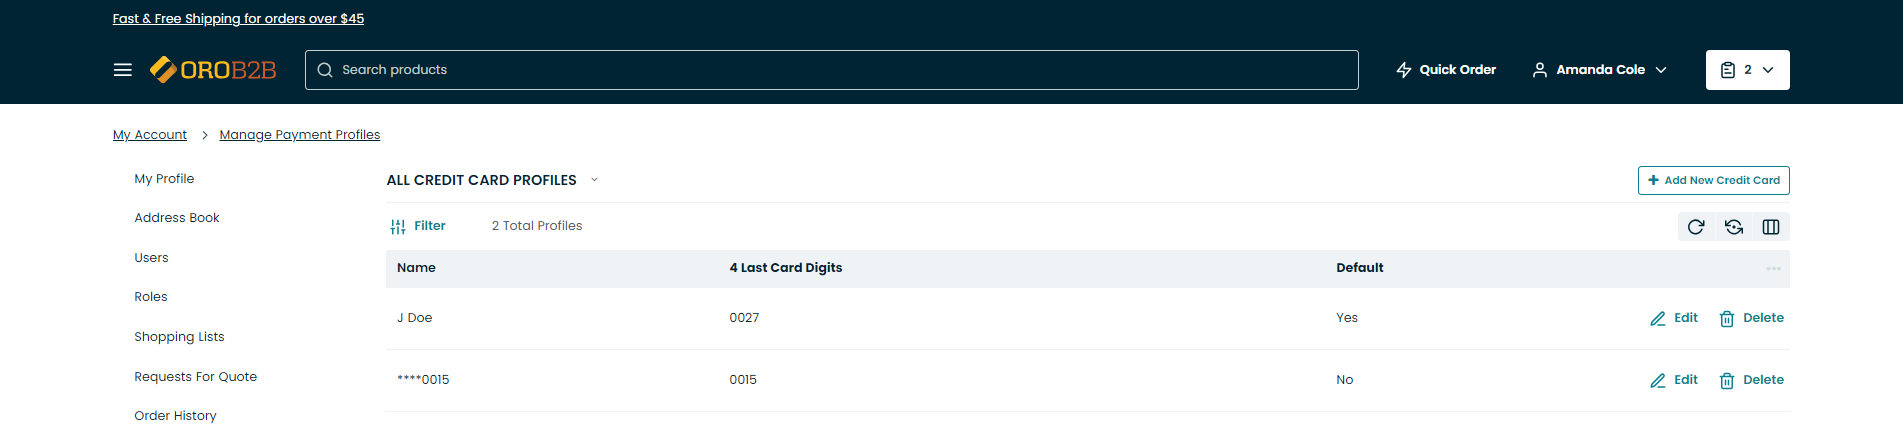 Fast & Free Shipping for orders over $45
OROB2B
Search products
Quick Order
Amanda Cole
2
My Account > Manage Payment Profiles
My Profile
Address Book
Users
Roles
Shopping Lists
Requests For Quote
Order History
ALL CREDIT CARD PROFILES
+ Add New Credit Card
Filter 2 Total Profiles
Name 4 Last Card Digits Default ...
J Doe 0027 Yes Edit Delete
****0015 0015 No Edit Delete